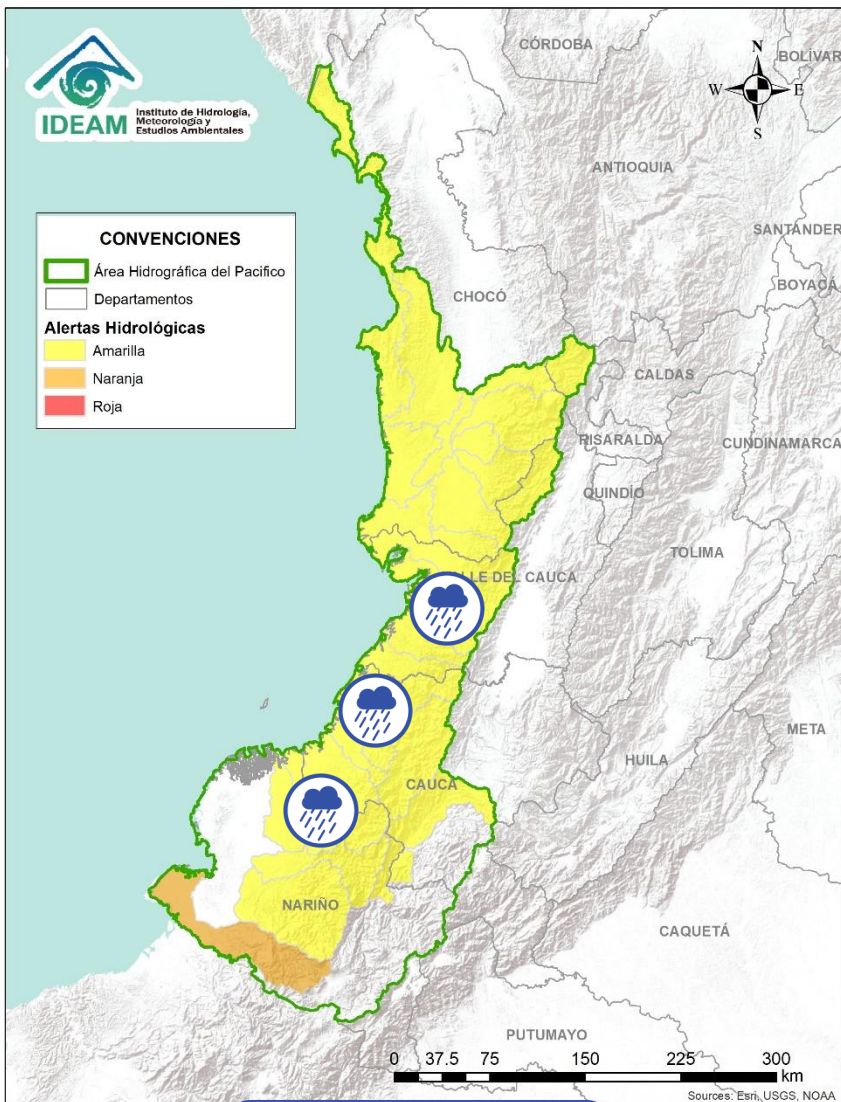 IDEAM
Instituto de Hidrología,
Meteorología y
Estudios Ambientales
CÓRDOBA
BOLÍVAR
N
W
E
S
ANTIOQUIA
SANTANDER
BOYACÁ
CONVENCIONES
Área Hidrográfica del Pacifico
Departamentos
Alertas Hidrológicas
Amarilla
Naranja
Roja
CHOCÓ
CALDAS
RISARALDA
CUNDINAMARCA
QUINDÍO
TOLIMA
LLE DEL CAUCA
META
HUILA
CAUCA
NARIÑO
CAQUETÁ
PUTUMAYO
0 37.5 75 150 225 300
km
Sources: Esri, USGS, NOAA